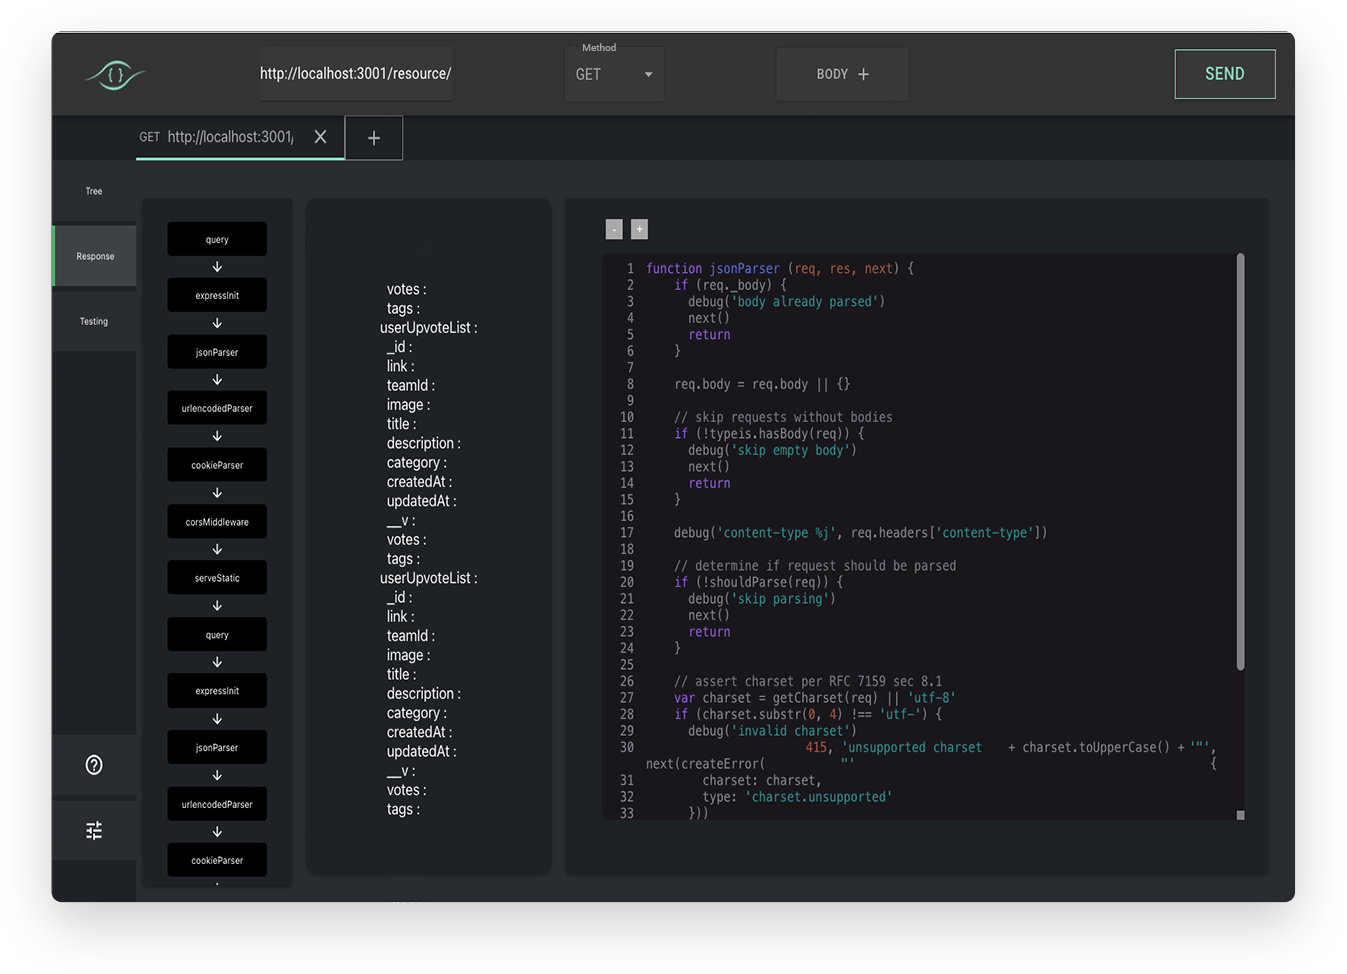 { }
http://localhost:3001/resource/
Method
GET
BODY +
SEND
GET http://localhost:3001/
+
Tree
Response
Testing
query
expressInit
jsonParser
urlencodedParser
cookieParser
corsMiddleware
serveStatic
query
expressInit
jsonParser
urlencodedParser
cookieParser
votes :
tags :
userUpvoteList :
_id :
link :
teamId :
image :
title :
description :
category :
createdAt :
updatedAt :
__v :
votes :
tags :
userUpvoteList :
_id :
link :
teamId :
image :
title :
description :
category :
createdAt :
updatedAt :
__v :
votes :
tags :
- +
1 function jsonParser (req, res, next) {
2 if (req._body) {
3 debug('body already parsed')
4 next()
5 return
6 }
7
8 req.body = req.body || {}
9
10 // skip requests without bodies
11 if (!typeis.hasBody(req)) {
12 debug('skip empty body')
13 next()
14 return
15 }
16
17 debug('content-type %j', req.headers['content-type'])
18
19 // determine if request should be parsed
20 if (!shouldParse(req)) {
21 debug('skip parsing')
22 next()
23 return
24 }
25
26 // assert charset per RFC 7159 sec 8.1
27 var charset = getCharset(req) || 'utf-8'
28 if (charset.substr(0, 4) !== 'utf-') {
29 debug('invalid charset')
30 415, 'unsupported charset + charset.toUpperCase() + '"',
next(createError( "' {
31 charset: charset,
32 type: 'charset.unsupported'
33 }))